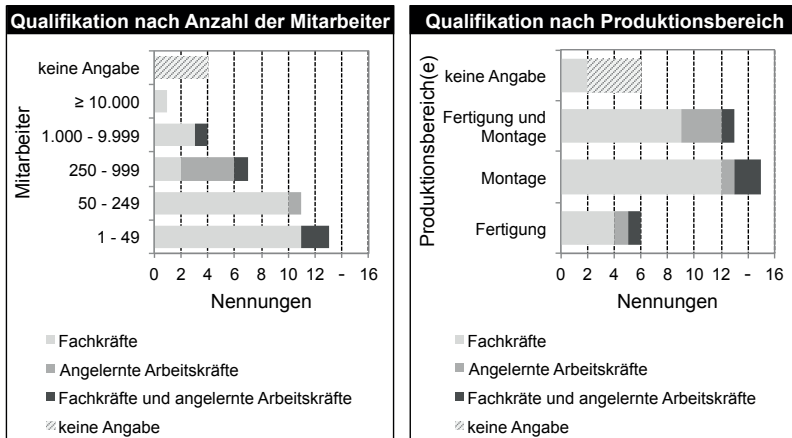 Qualifikation nach Anzahl der Mitarbeiter
Mitarbeiter
keine Angabe
≥ 10.000
1.000 - 9.999
250 - 999
50 - 249
1 - 49
0 2 4 6 8 10 12 - 16
Nennungen
Fachkräfte
Angelernte Arbeitskräfte
Fachkräfte und angelernte Arbeitskräfte
keine Angabe
Qualifikation nach Produktionsbereich
Produktionsbereich(e)
keine Angabe
Fertigung und
Montage
Montage
Fertigung
0 2 4 6 8 10 12 - 16
Nennungen
Fachkräfte
Angelernte Arbeitskräfte
Fachkräte und angelernte Arbeitskräfte
keine Angabe